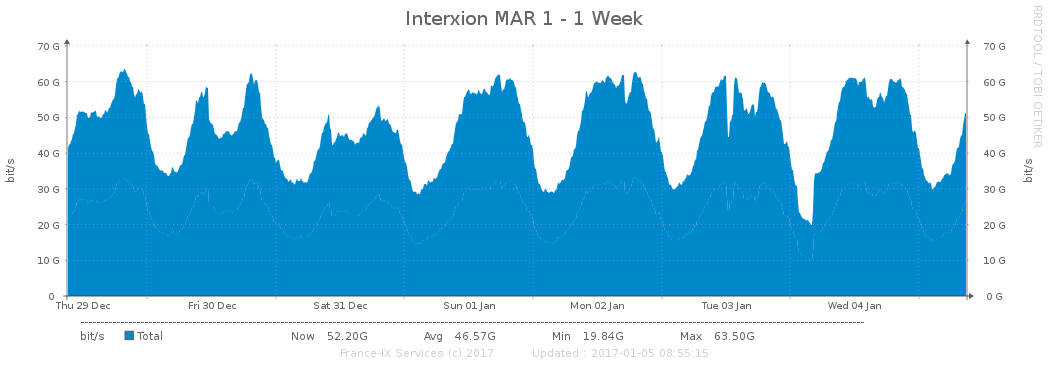 Interxion MAR 1 - 1 Week
RRDTOOL / TOBI OETIKER
70 G 70 G
60 G 60 G
50 G 50 G
40 G 40 G
30 G 30 G
20 G 20 G
10 G 10 G
0 0 G
bit/s bit/s
Thu 29 Dec Fri 30 Dec Sat 31 Dec Sun 01 Jan Mon 02 Jan Tue 03 Jan Wed 04 Jan
bit/s Total Now 52.20G Avg 46.57G Min 19.84G Max 63.50G
France-IX Services (c) 2017 Updated : 2017-01-05 08:55:15